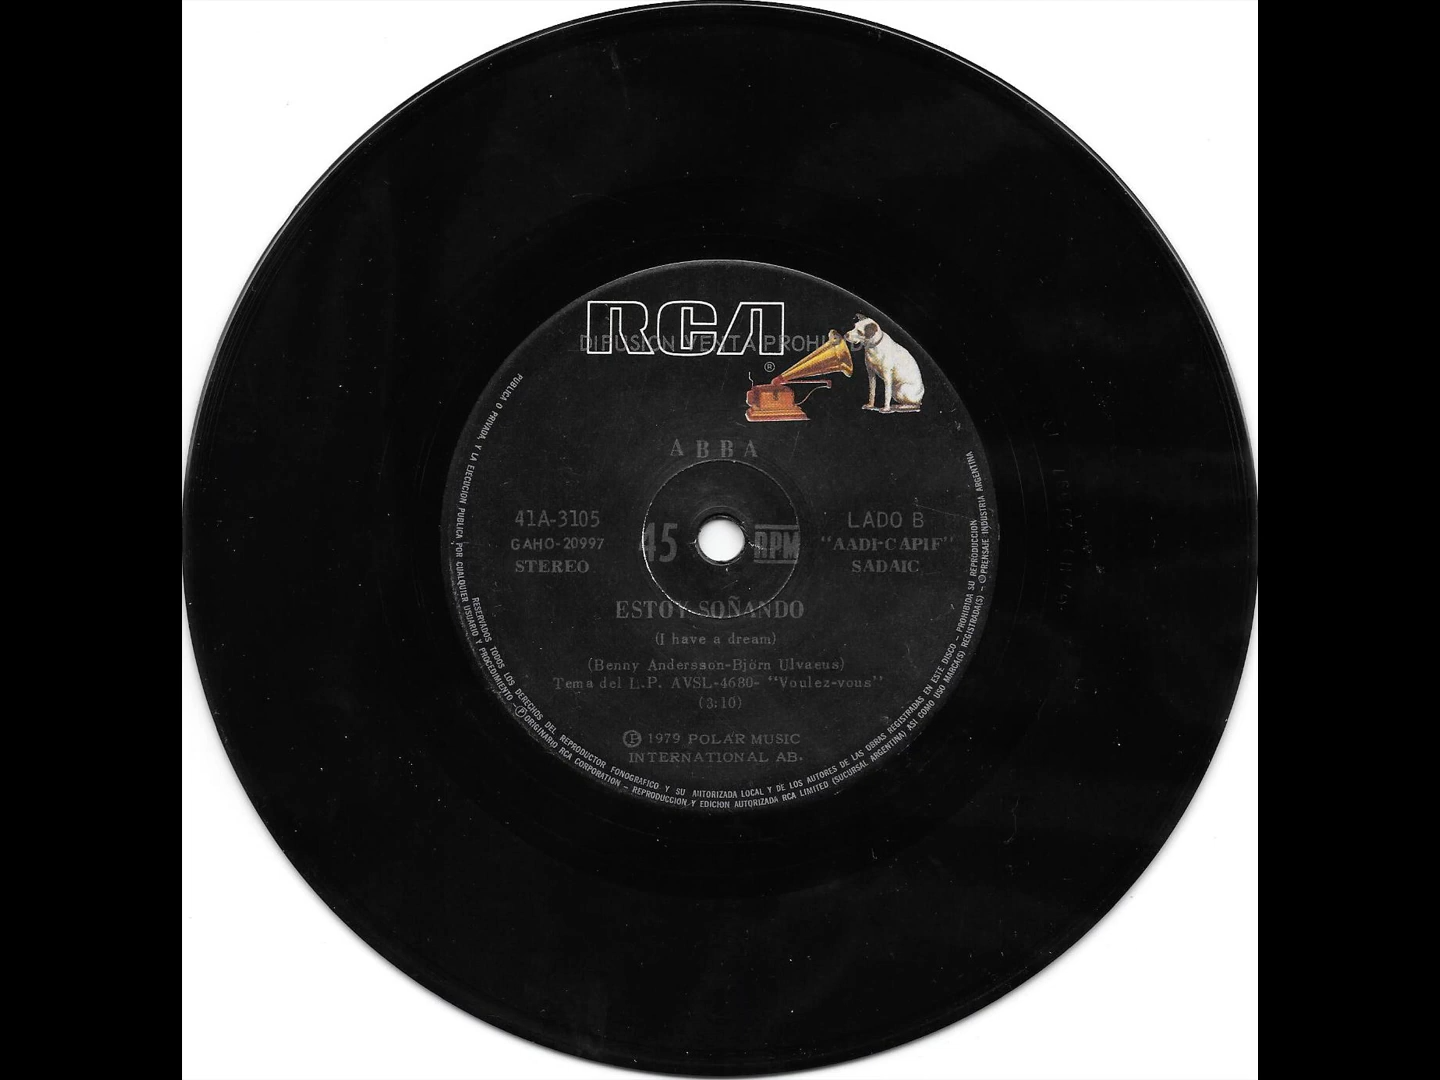 RCA
DIFUSION VENTA PROHIBIDA
®
ABBA
41A-3105
GAHO-20997
STEREO
45 RPM
LADO B
"AADI-CAPIF"
SADAIC
ESTOY SOÑANDO
(I have a dream)
(Benny Andersson-Björn Ulvaeus)
Tema del L.P. AVSL-4680- "Voulez-vous"
(3:10)
Ⓟ 1979 POLAR MUSIC
INTERNATIONAL AB.
RESERVADOS TODOS LOS DERECHOS DEL REPRODUCTOR FONOGRAFICO Y SU AUTORIZADA LOCAL Y DE LOS AUTORES DE LAS OBRAS REGISTRADAS EN ESTE DISCO - PROHIBIDA SU REPRODUCCION
PUBLICA O PRIVADA, Y LA EJECUCION PUBLICA POR CUALQUIER USUARIO Y PROCEDIMIENTO - ⓅORIGINARIO RCA CORPORATION - REPRODUCCION Y EDICION AUTORIZADA RCA LIMITED (SUCURSAL ARGENTINA) ASI COMO USO MARCA(S) REGISTRADA(S) - ⓅPRENSAJE INDUSTRIA ARGENTINA